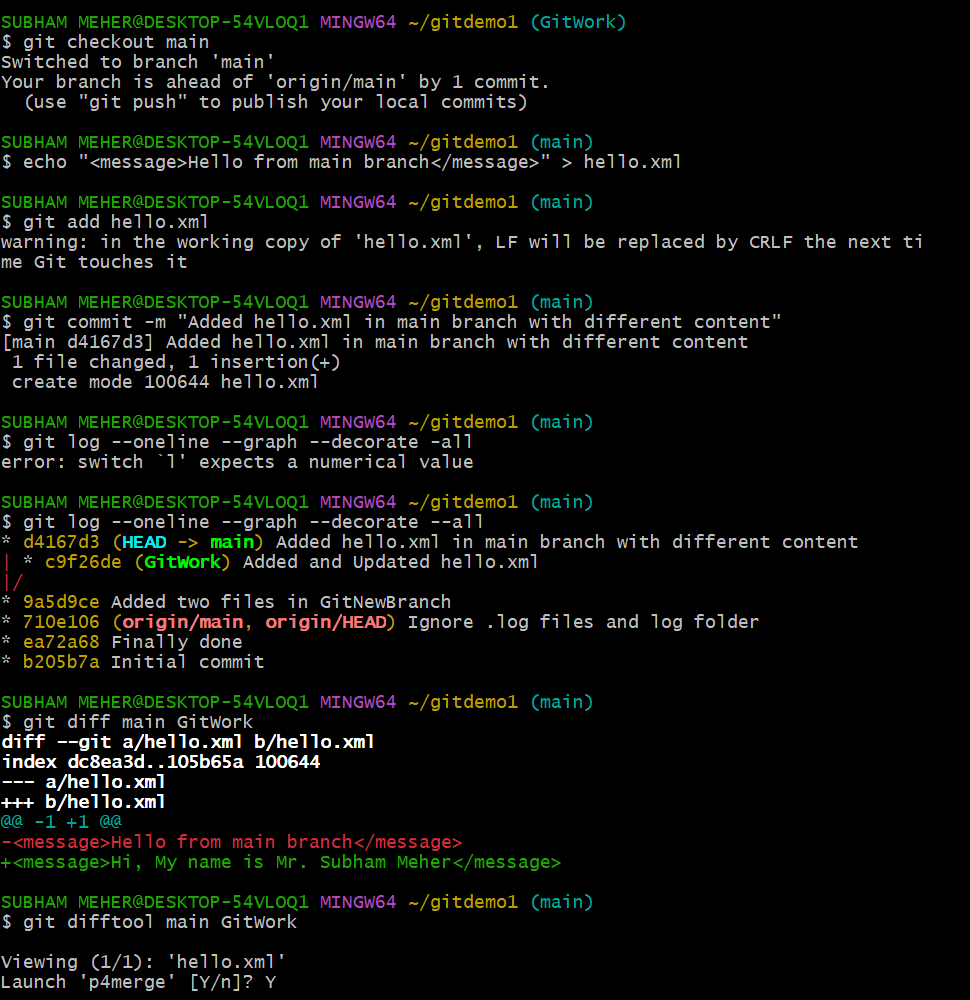 SUBHAM MEHER@DESKTOP-54VLOQ1 MINGW64 ~/gitdemo1 (GitWork)
$ git checkout main
Switched to branch 'main'
Your branch is ahead of 'origin/main' by 1 commit.
  (use "git push" to publish your local commits)

SUBHAM MEHER@DESKTOP-54VLOQ1 MINGW64 ~/gitdemo1 (main)
$ echo "<message>Hello from main branch</message>" > hello.xml

SUBHAM MEHER@DESKTOP-54VLOQ1 MINGW64 ~/gitdemo1 (main)
$ git add hello.xml
warning: in the working copy of 'hello.xml', LF will be replaced by CRLF the next ti
me Git touches it

SUBHAM MEHER@DESKTOP-54VLOQ1 MINGW64 ~/gitdemo1 (main)
$ git commit -m "Added hello.xml in main branch with different content"
[main d4167d3] Added hello.xml in main branch with different content
 1 file changed, 1 insertion(+)
 create mode 100644 hello.xml

SUBHAM MEHER@DESKTOP-54VLOQ1 MINGW64 ~/gitdemo1 (main)
$ git log --oneline --graph --decorate -all
error: switch `l' expects a numerical value

SUBHAM MEHER@DESKTOP-54VLOQ1 MINGW64 ~/gitdemo1 (main)
$ git log --oneline --graph --decorate --all
* d4167d3 (HEAD -> main) Added hello.xml in main branch with different content
| * c9f26de (GitWork) Added and Updated hello.xml
|/
* 9a5d9ce Added two files in GitNewBranch
* 710e106 (origin/main, origin/HEAD) Ignore .log files and log folder
* ea72a68 Finally done
* b205b7a Initial commit

SUBHAM MEHER@DESKTOP-54VLOQ1 MINGW64 ~/gitdemo1 (main)
$ git diff main GitWork
diff --git a/hello.xml b/hello.xml
index dc8ea3d..105b65a 100644
--- a/hello.xml
+++ b/hello.xml
@@ -1 +1 @@
-<message>Hello from main branch</message>
+<message>Hi, My name is Mr. Subham Meher</message>

SUBHAM MEHER@DESKTOP-54VLOQ1 MINGW64 ~/gitdemo1 (main)
$ git difftool main GitWork

Viewing (1/1): 'hello.xml'
Launch 'p4merge' [Y/n]? Y